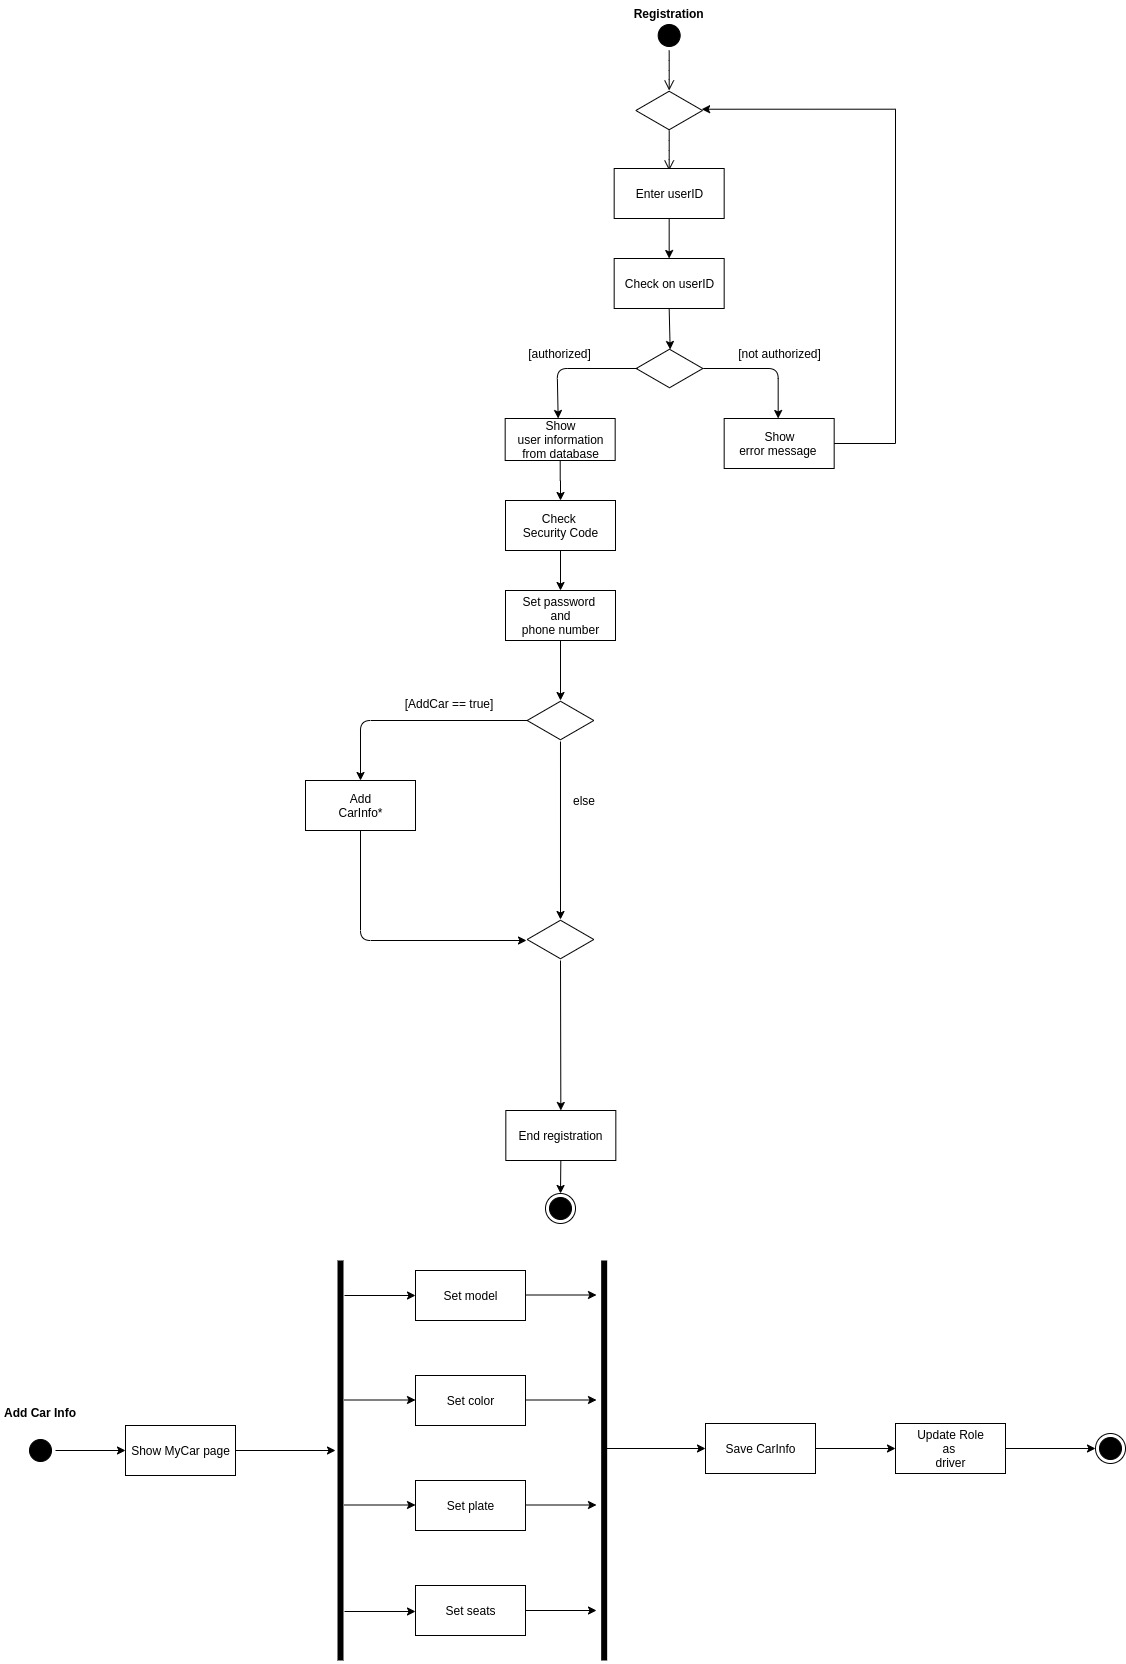 Registration
Enter userID
Check on userID
[authorized]
[not authorized]
Show
user information
from database
Show
error message
Check
Security Code
Set password
and
phone number
[AddCar == true]
Add
CarInfo*
else
End registration
Set model
Set color
Add Car Info
Show MyCar page
Save CarInfo
Update Role
as
driver
Set plate
Set seats